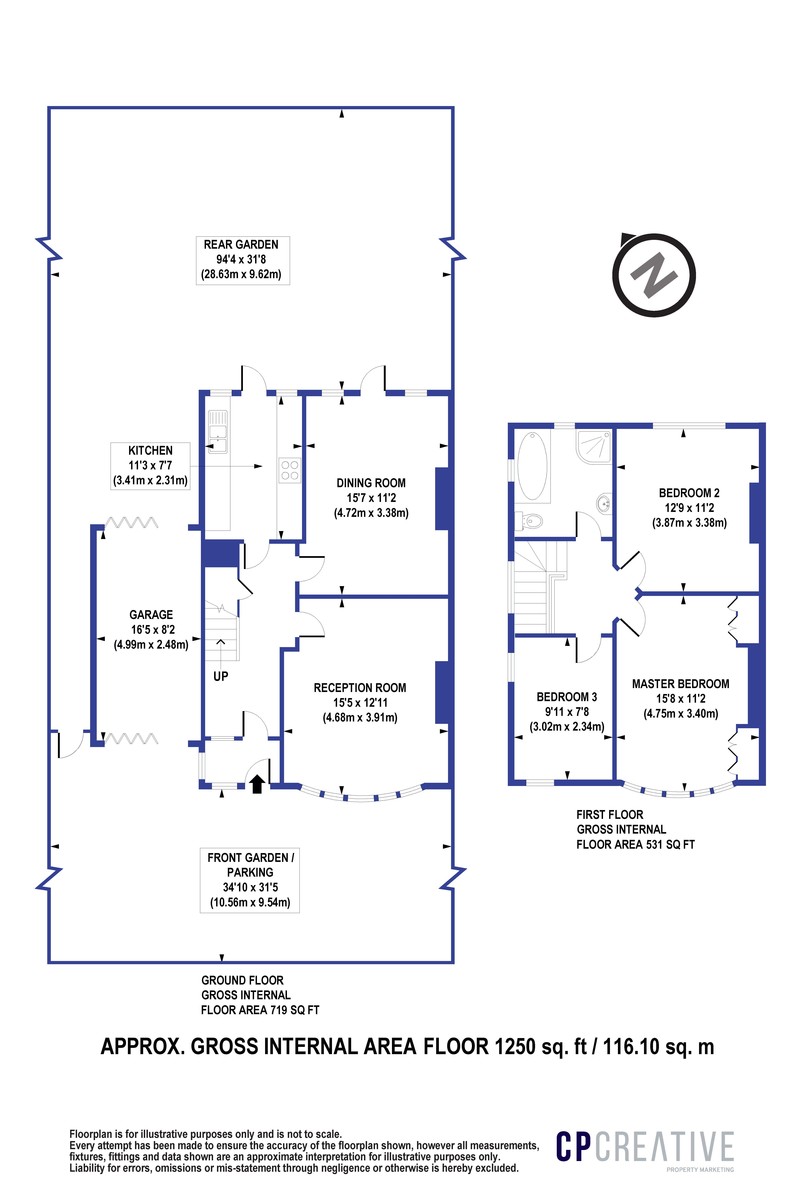 REAR GARDEN
94'4 x 31'8
(28.63m x 9.62m)
N
KITCHEN
11'3 x 7'7
(3.41m x 2.31m)
DINING ROOM
15'7 x 11'2
(4.72m x 3.38m)
BEDROOM 2
12'9 x 11'2
(3.87m x 3.38m)
GARAGE
16'5 x 8'2
(4.99m x 2.48m)
UP
RECEPTION ROOM
15'5 x 12'11
(4.68m x 3.91m)
BEDROOM 3
9'11 x 7'8
(3.02m x 2.34m)
MASTER BEDROOM
15'8 x 11'2
(4.75m x 3.40m)
FIRST FLOOR
GROSS INTERNAL
FLOOR AREA 531 SQ FT
FRONT GARDEN /
PARKING
34'10 x 31'5
(10.56m x 9.54m)
GROUND FLOOR
GROSS INTERNAL
FLOOR AREA 719 SQ FT
APPROX. GROSS INTERNAL AREA FLOOR 1250 sq. ft / 116.10 sq. m
Floorplan is for illustrative purposes only and is not to scale.
Every attempt has been made to ensure the accuracy of the floorplan shown, however all measurements,
fixtures, fittings and data shown are an approximate interpretation for illustrative purposes only.
Liability for errors, omissions or mis-statement through negligence or otherwise is hereby excluded.
CPCREATIVE
PROPERTY MARKETING